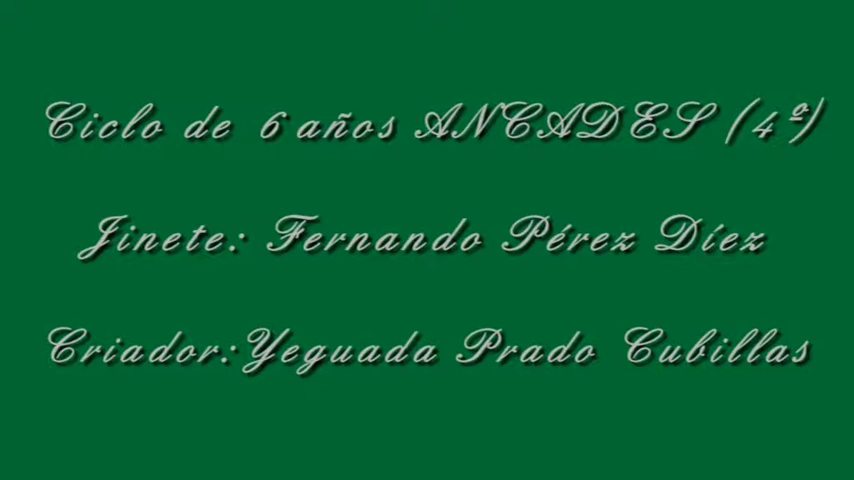 Ciclo de 6 años ANCADES (4º)
Jinete: Fernando Pérez Díez
Criador:Yeguada Prado Cubillas